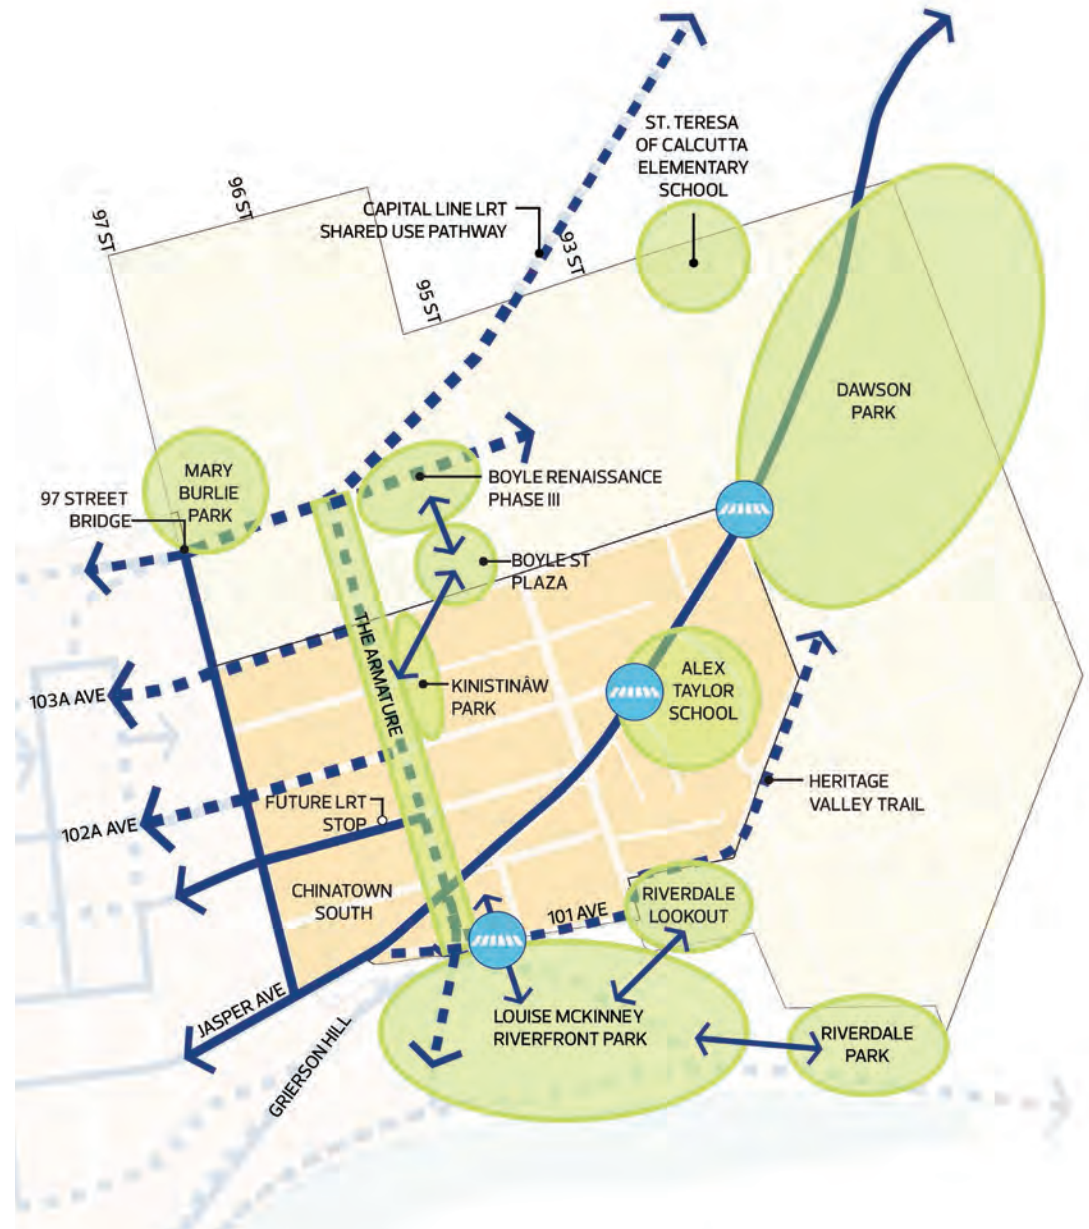 ST. TERESA
OF CALCUTTA
ELEMENTARY
SCHOOL
96 ST
97 ST
CAPITAL LINE LRT
SHARED USE PATHWAY
93 ST
95 ST
DAWSON
PARK
MARY
BURLIE
PARK
97 STREET
BRIDGE
BOYLE RENAISSANCE
PHASE III
BOYLE ST
PLAZA
THE ARMATURE
103A AVE
KINISTINÂW
PARK
ALEX
TAYLOR
SCHOOL
HERITAGE
VALLEY TRAIL
FUTURE LRT
STOP
102A AVE
CHINATOWN
SOUTH
RIVERDALE
LOOKOUT
101 AVE
JASPER AVE
GRIERSON HILL
LOUISE MCKINNEY
RIVERFRONT PARK
RIVERDALE
PARK